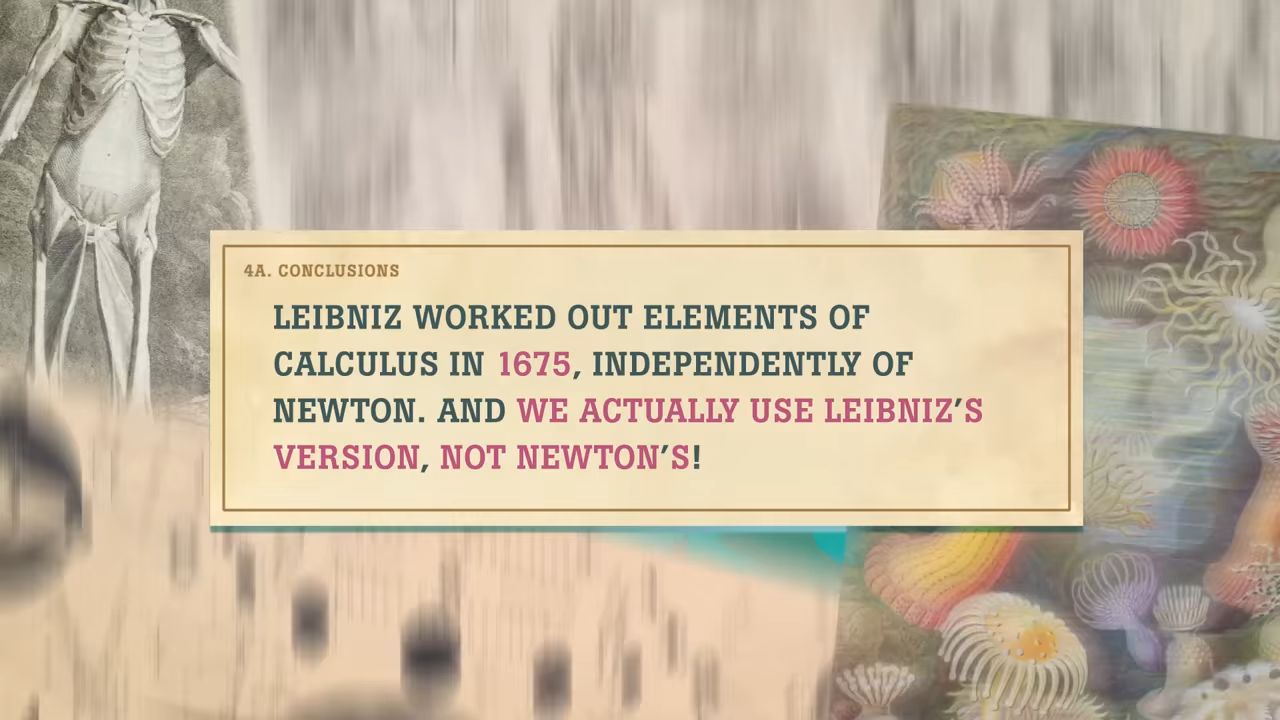 4A. CONCLUSIONS
LEIBNIZ WORKED OUT ELEMENTS OF
CALCULUS IN 1675, INDEPENDENTLY OF
NEWTON. AND WE ACTUALLY USE LEIBNIZ’S
VERSION, NOT NEWTON’S!